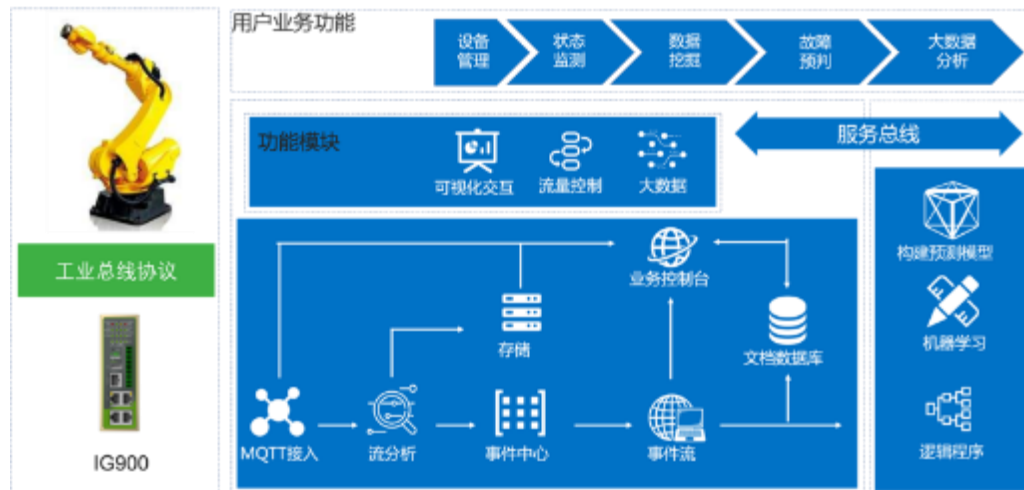 用户业务功能
设备
管理
状态
监测
数据
挖掘
故障
预判
大数据
分析
功能模块
可视化交互
流量控制
大数据
服务总线
工业总线协议
IG900
业务控制台
存储
文档数据库
MQTT接入
流分析
事件中心
事件流
构建预测模型
机器学习
逻辑程序